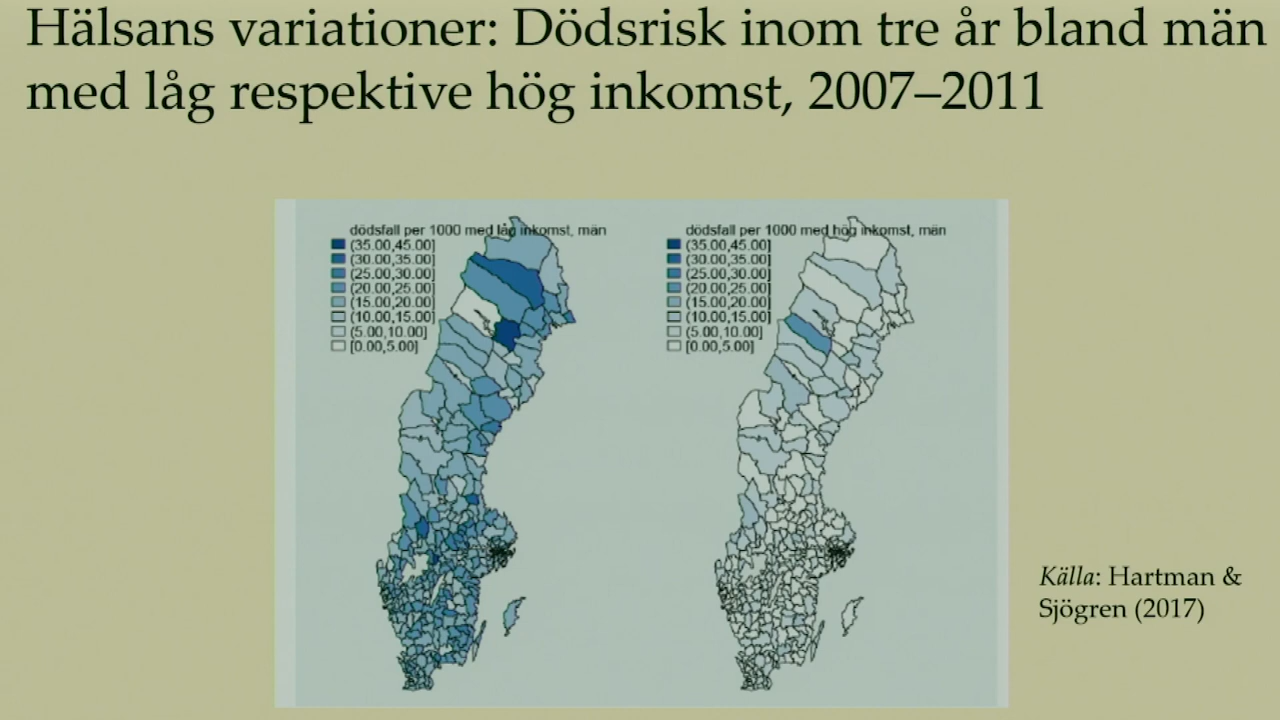 Hälsans variationer: Dödsrisk inom tre år bland män
med låg respektive hög inkomst, 2007–2011
dödsfall per 1000 med låg inkomst, män
(35.00,45.00]
(30.00,35.00]
(25.00,30.00]
(20.00,25.00]
(15.00,20.00]
(10.00,15.00]
(5.00,10.00]
[0.00,5.00]
dödsfall per 1000 med hög inkomst, män
(35.00,45.00]
(30.00,35.00]
(25.00,30.00]
(20.00,25.00]
(15.00,20.00]
(10.00,15.00]
(5.00,10.00]
[0.00,5.00]
Källa: Hartman &
Sjögren (2017)